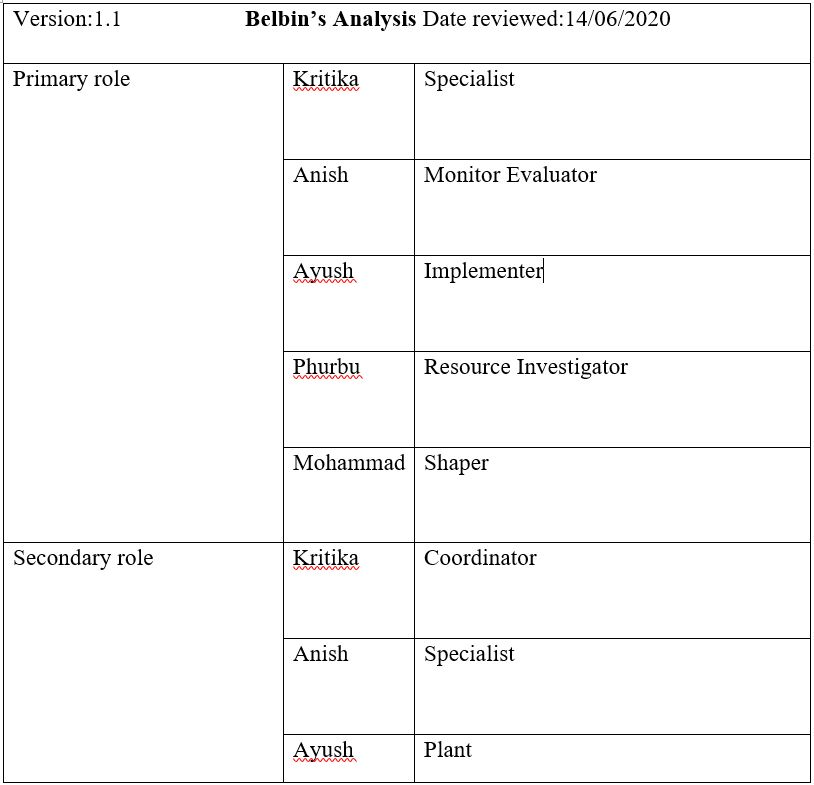 Version:1.1 Belbin's Analysis Date reviewed:14/06/2020
Primary role Kritika Specialist
Anish Monitor Evaluator
Ayush Implementer
Phurbu Resource Investigator
Mohammad Shaper
Secondary role Kritika Coordinator
Anish Specialist
Ayush Plant